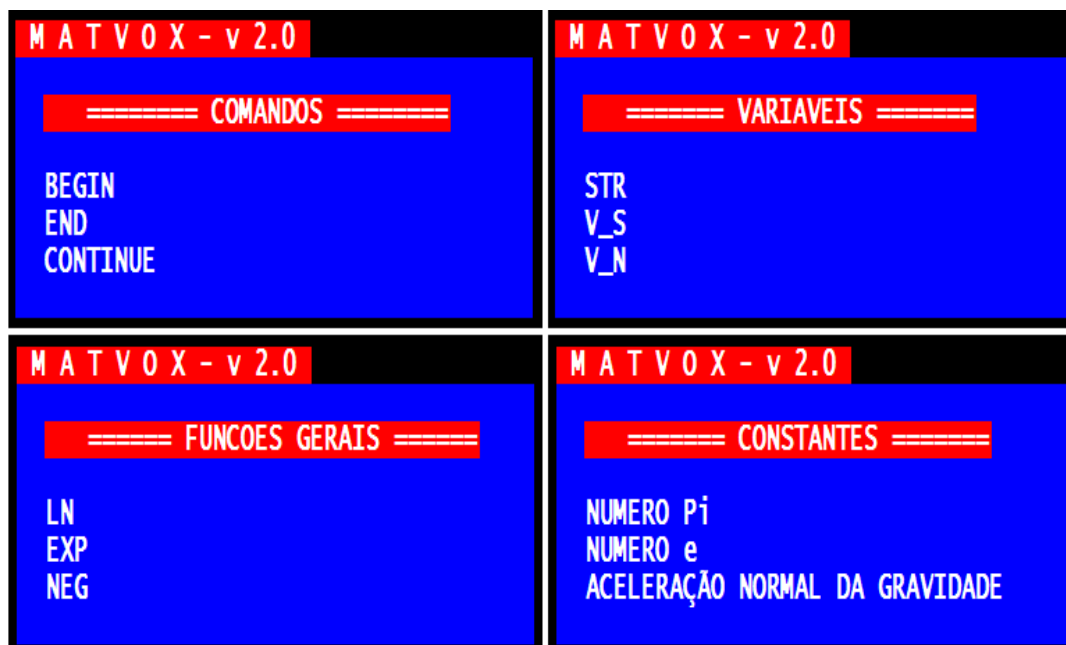 M A T V O X - v 2.0
======== COMANDOS ========
BEGIN
END
CONTINUE
M A T V O X - v 2.0
======= VARIAVEIS =======
STR
V_S
V_N
M A T V O X - v 2.0
====== FUNCOES GERAIS ======
LN
EXP
NEG
M A T V O X - v 2.0
======= CONSTANTES =======
NUMERO Pi
NUMERO e
ACELERAÇÃO NORMAL DA GRAVIDADE